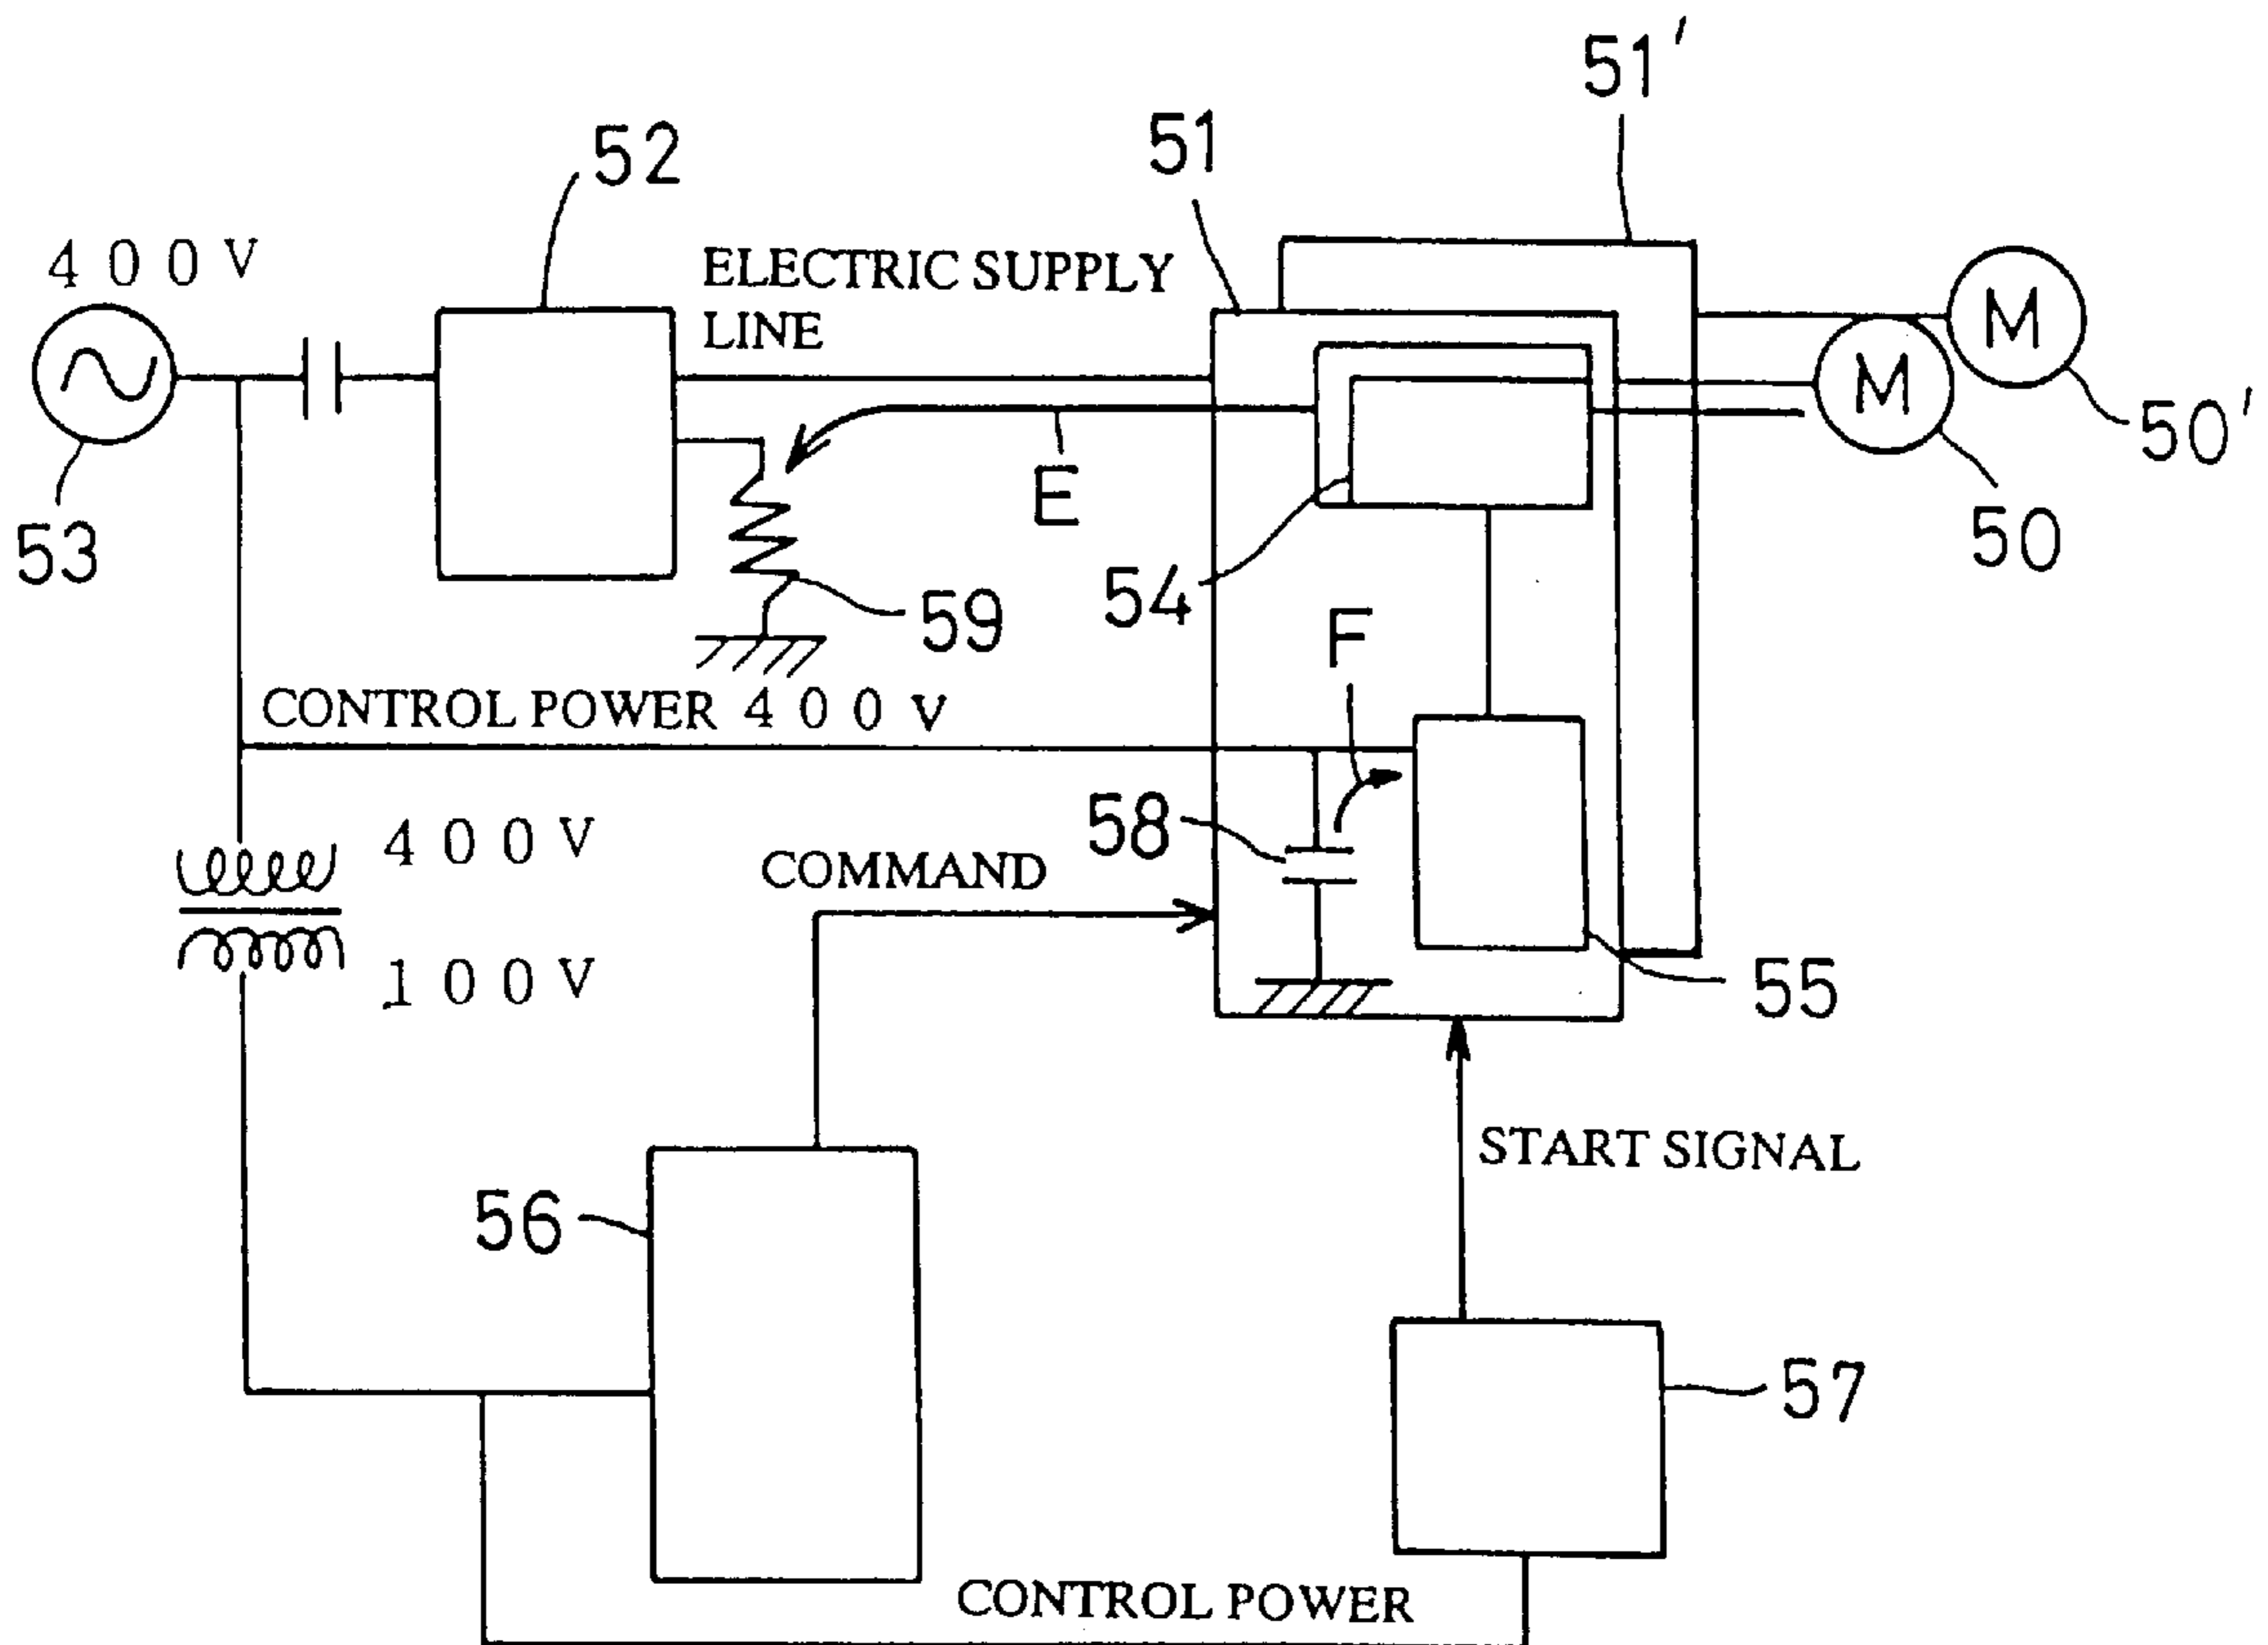 51'
51
52
400V
ELECTRIC SUPPLY
LINE
M
M
50'
E
50
53
54
59
F
CONTROL POWER 400V
58
400V
COMMAND
100V
55
START SIGNAL
56
57
CONTROL POWER